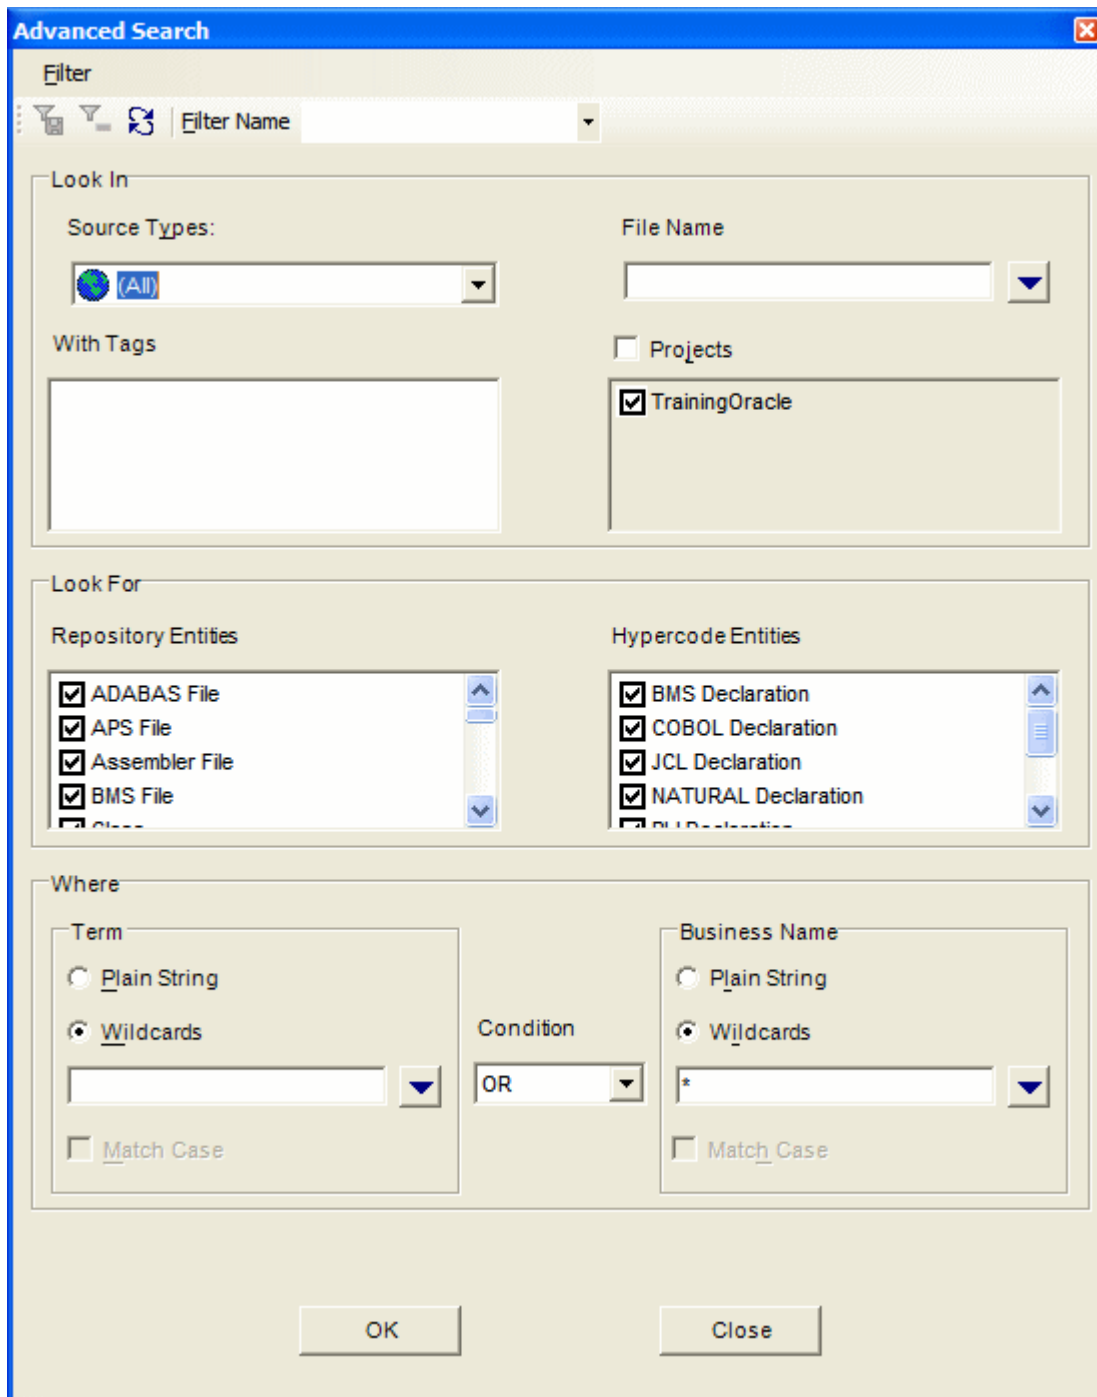 Advanced Search
Filter
Filter Name
Look In
Source Types: File Name
(All)
With Tags Projects
TrainingOracle
Look For
Repository Entities Hypercode Entities
ADABAS File BMS Declaration
APS File COBOL Declaration
Assembler File JCL Declaration
BMS File NATURAL Declaration
Where
Term Business Name
Plain String Plain String
Wildcards Condition Wildcards
OR *
Match Case Match Case
OK Close